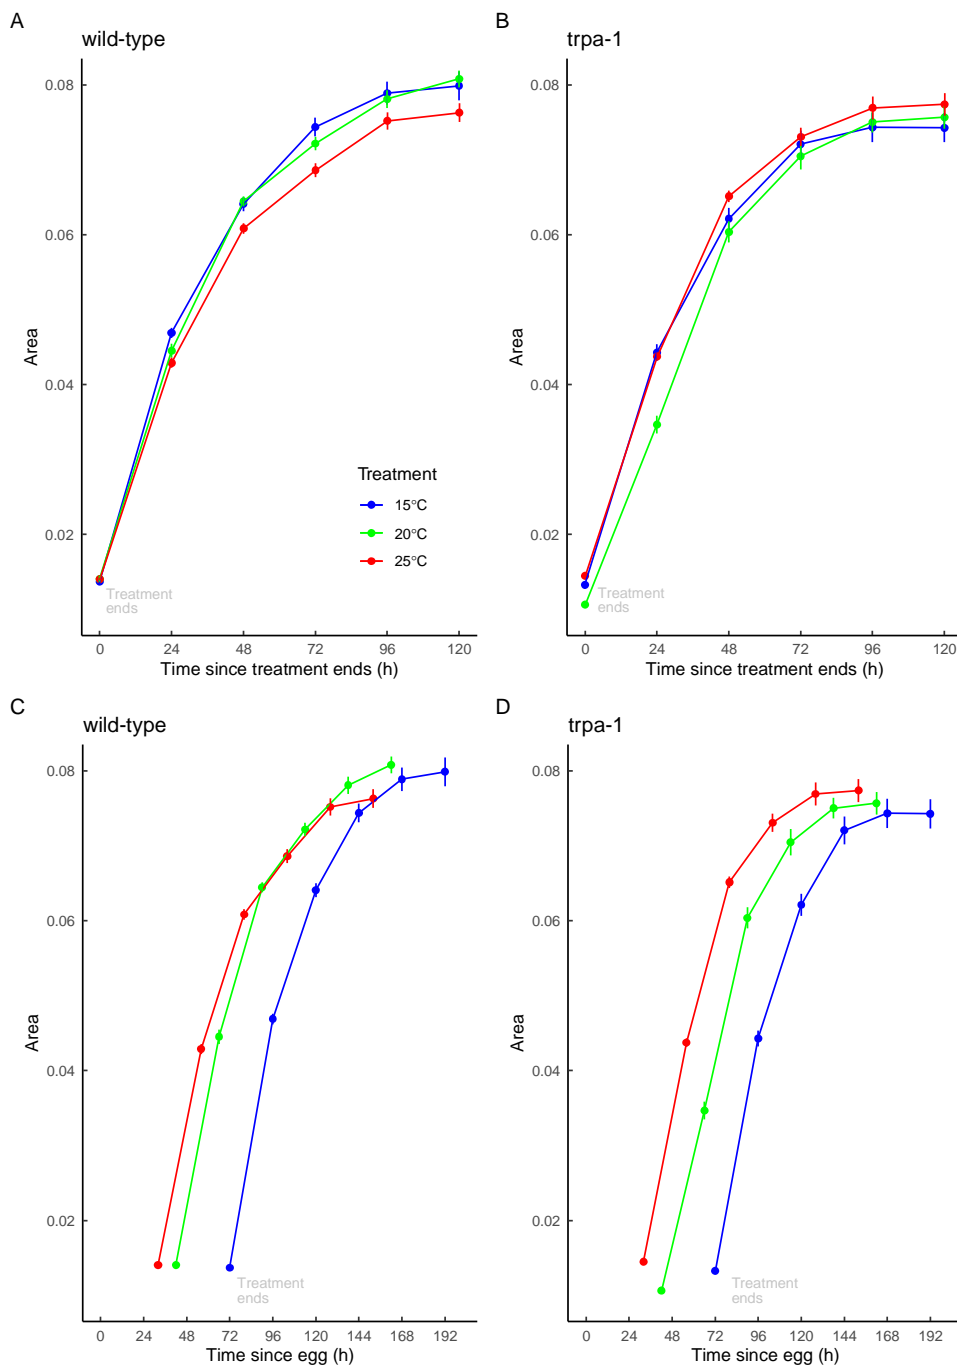 A
wild-type
0.08
0.06
0.04
0.02
Area
Treatment
15°C
20°C
25°C
Treatment
ends
0 24 48 72 96 120
Time since treatment ends (h)
B
trpa-1
0.08
0.06
0.04
0.02
Area
Treatment
ends
0 24 48 72 96 120
Time since treatment ends (h)
C
wild-type
0.08
0.06
0.04
0.02
Area
Treatment
ends
0 24 48 72 96 120 144 168 192
Time since egg (h)
D
trpa-1
0.08
0.06
0.04
0.02
Area
Treatment
ends
0 24 48 72 96 120 144 168 192
Time since egg (h)